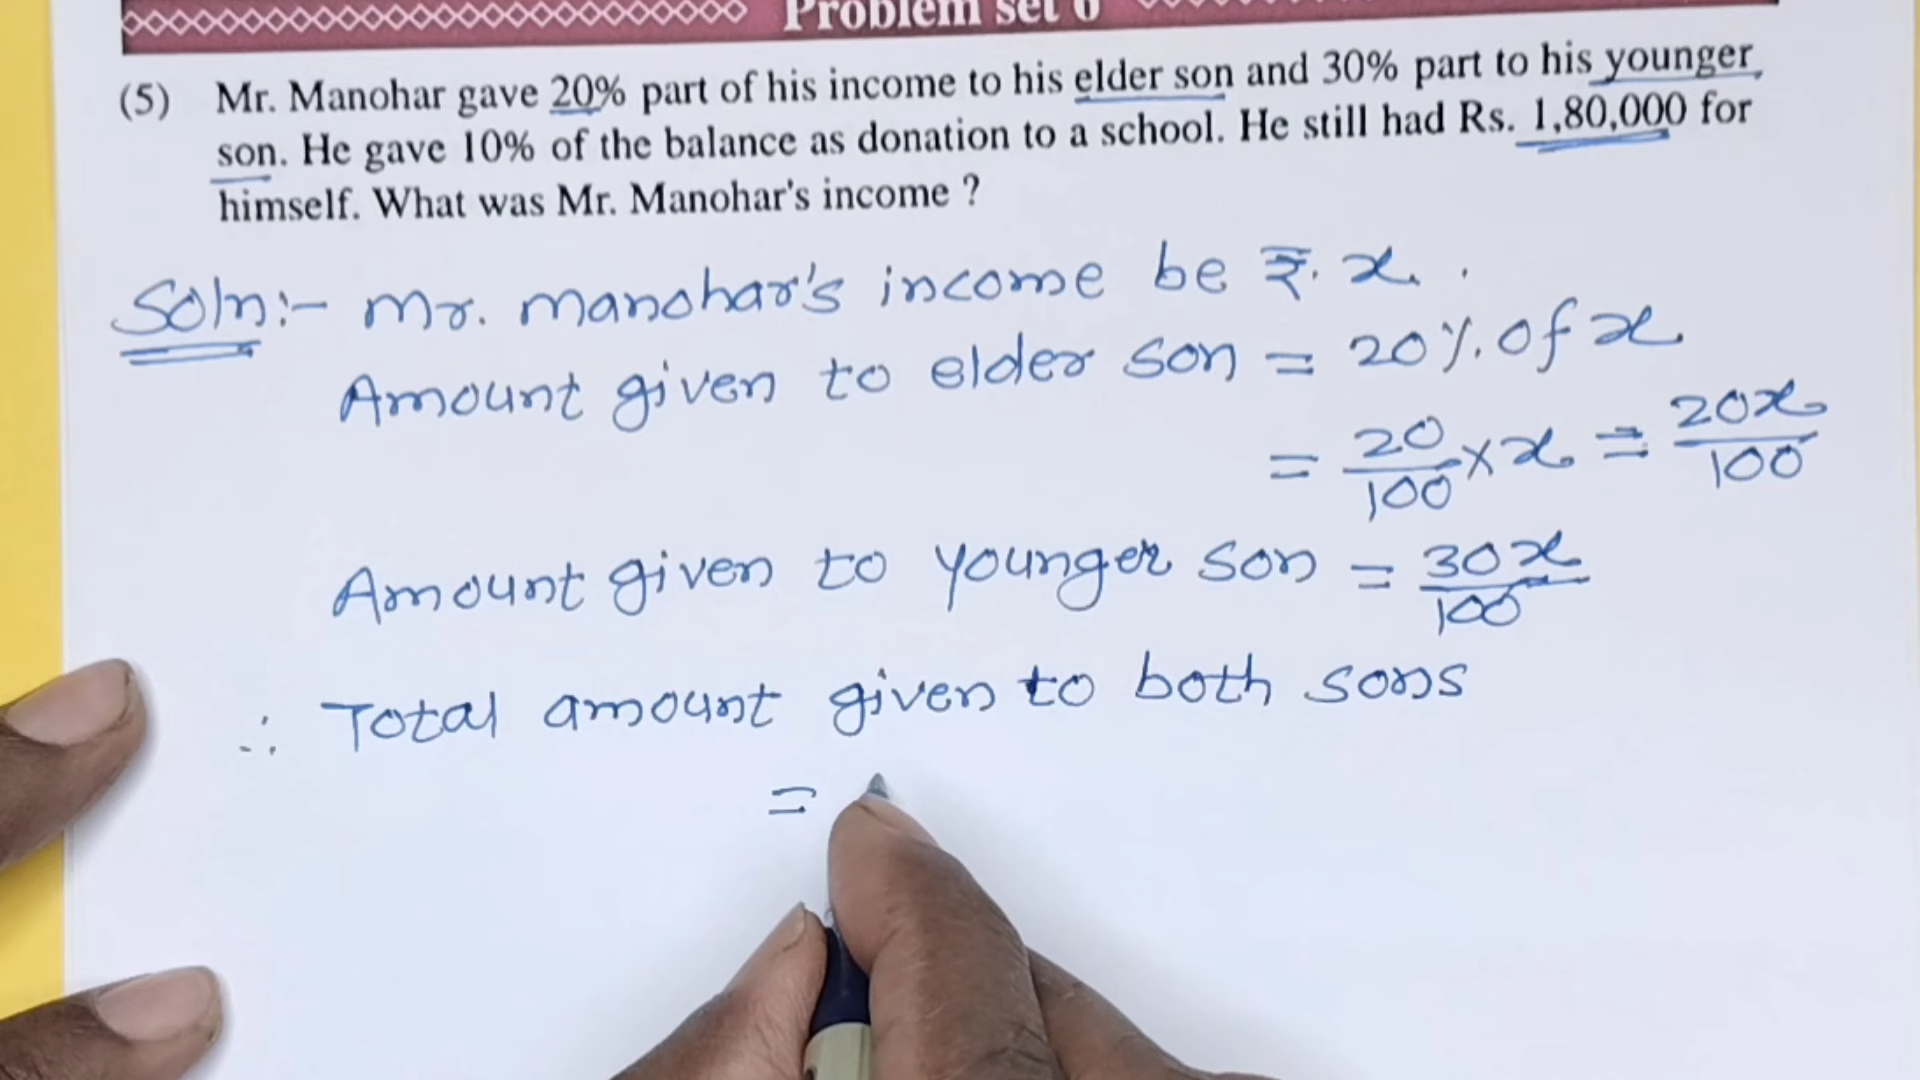 Problem set 6
(5) Mr. Manohar gave 20% part of his income to his elder son and 30% part to his younger
son. He gave 10% of the balance as donation to a school. He still had Rs. 1,80,000 for
himself. What was Mr. Manohar's income ?
Soln:- Mr. Manohar's income be ₹. x.
Amount given to elder son = 20% of x
= 20/100 × x = 20x/100
Amount given to younger son = 30x/100
∴ Total amount given to both sons
=